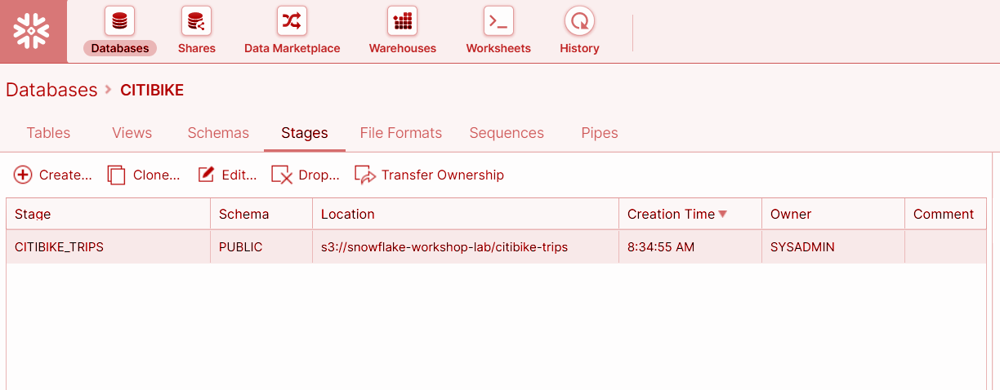 Databases Shares Data Marketplace Warehouses Worksheets History
Databases > CITIBIKE
Tables Views Schemas Stages File Formats Sequences Pipes
Create... Clone... Edit... Drop... Transfer Ownership
Stage Schema Location Creation Time Owner Comment
CITIBIKE_TRIPS PUBLIC s3://snowflake-workshop-lab/citibike-trips 8:34:55 AM SYSADMIN